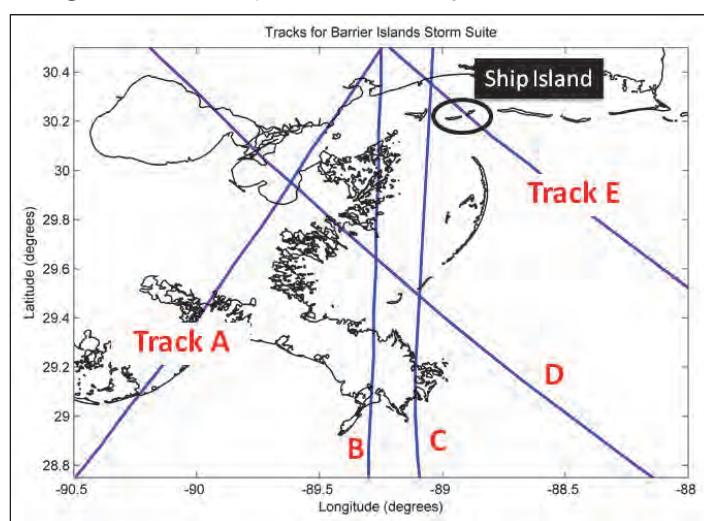 Tracks for Barrier Islands Storm Suite
30.4
Ship Island
30.2
30
Track E
29.8
Latitude (degrees)
29.6
29.4
Track A
29.2
D
29
B
C
28.8
-90.5
-90
-89.5
-89
-88.5
-88
Longitude (degrees)